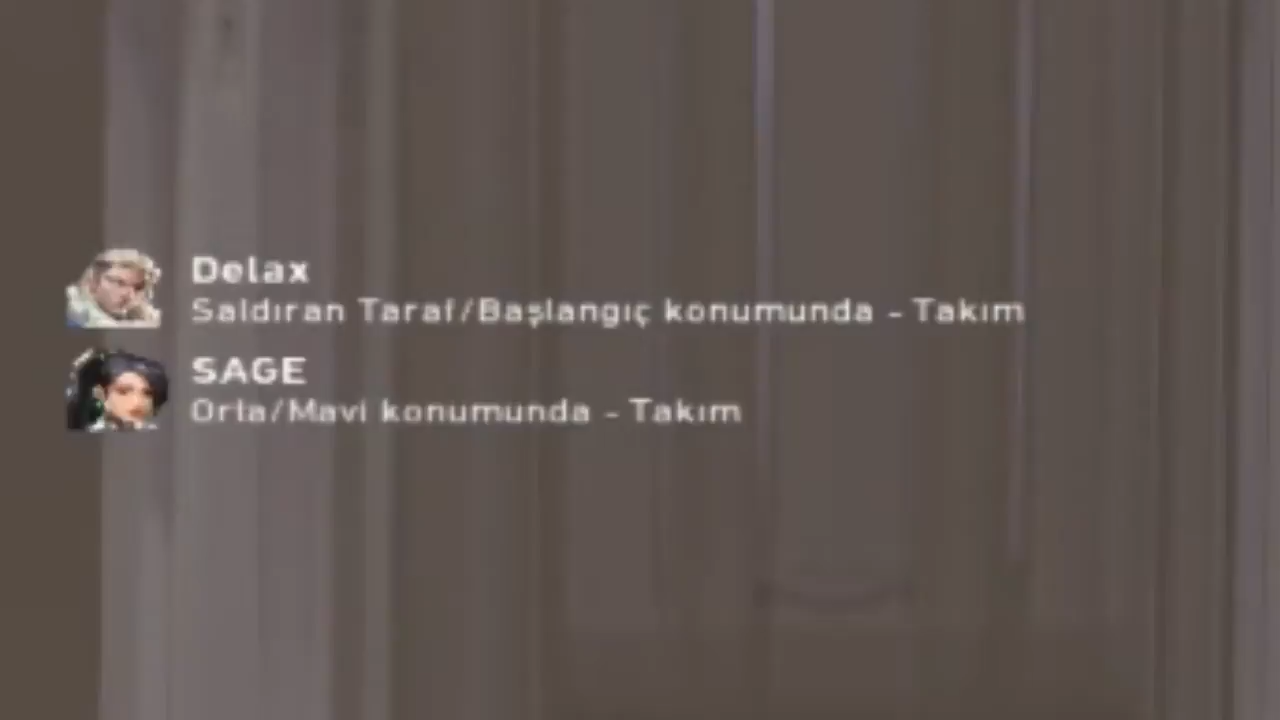 Delax
Saldıran Taraf/Başlangıç konumunda - Takım
SAGE
Orta/Mavi konumunda - Takım